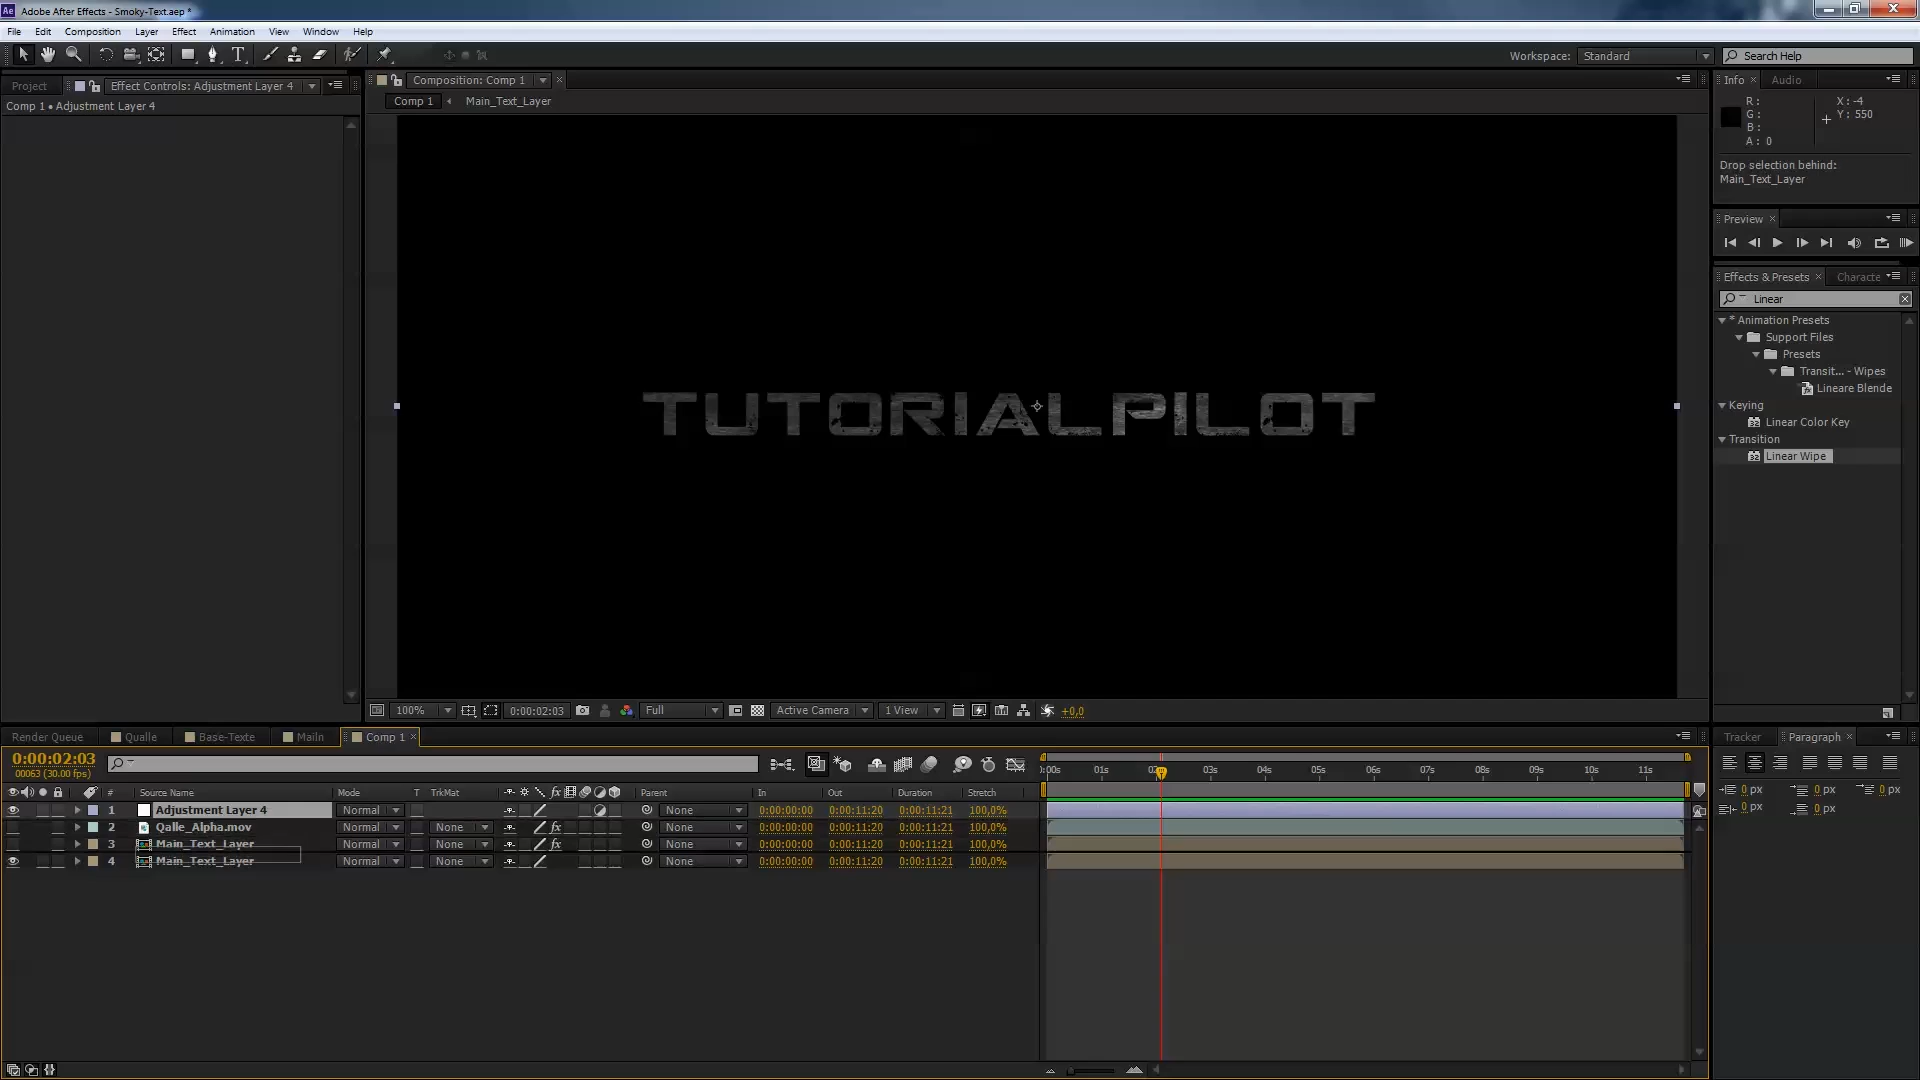 Adobe After Effects - Smoky-Text.aep *
File Edit Composition Layer Effect Animation View Window Help
Workspace: Standard Search Help
Project Effect Controls: Adjustment Layer 4 Composition: Comp 1 Info Audio
Comp 1 • Adjustment Layer 4
Comp 1 Main_Text_Layer
R: X: -4
G: Y: 550
B:
A: 0
Drop selection behind:
Main_Text_Layer
Preview
Effects & Presets Characte
Linear
* Animation Presets
Support Files
Presets
Transit... - Wipes
Lineare Blende
Keying
Linear Color Key
Transition
Linear Wipe
TUTORIALPILOT
100% 0:00:02:03 Full Active Camera 1 View +0,0
Render Queue Qualle Base-Texte Mailn Comp 1 Tracker Paragraph
0:00:02:03
00063 (30.00 fps)
0:00s 01s 03s 04s 05s 06s 07s 08s 09s 10s 11s
# Source Name Mode T TrkMat Parent In Out Duration Stretch
1 Adjustment Layer 4 Normal None 0:00:00:00 0:00:11:20 0:00:11:21 100,0%
2 Qalle_Alpha.mov Normal None None 0:00:00:00 0:00:11:20 0:00:11:21 100,0%
3 Main_Text_Layer Normal None None 0:00:00:00 0:00:11:20 0:00:11:21 100,0%
4 Main_Text_Layer Normal None None 0:00:00:00 0:00:11:20 0:00:11:21 100,0%
0 px 0 px 0 px
0 px 0 px